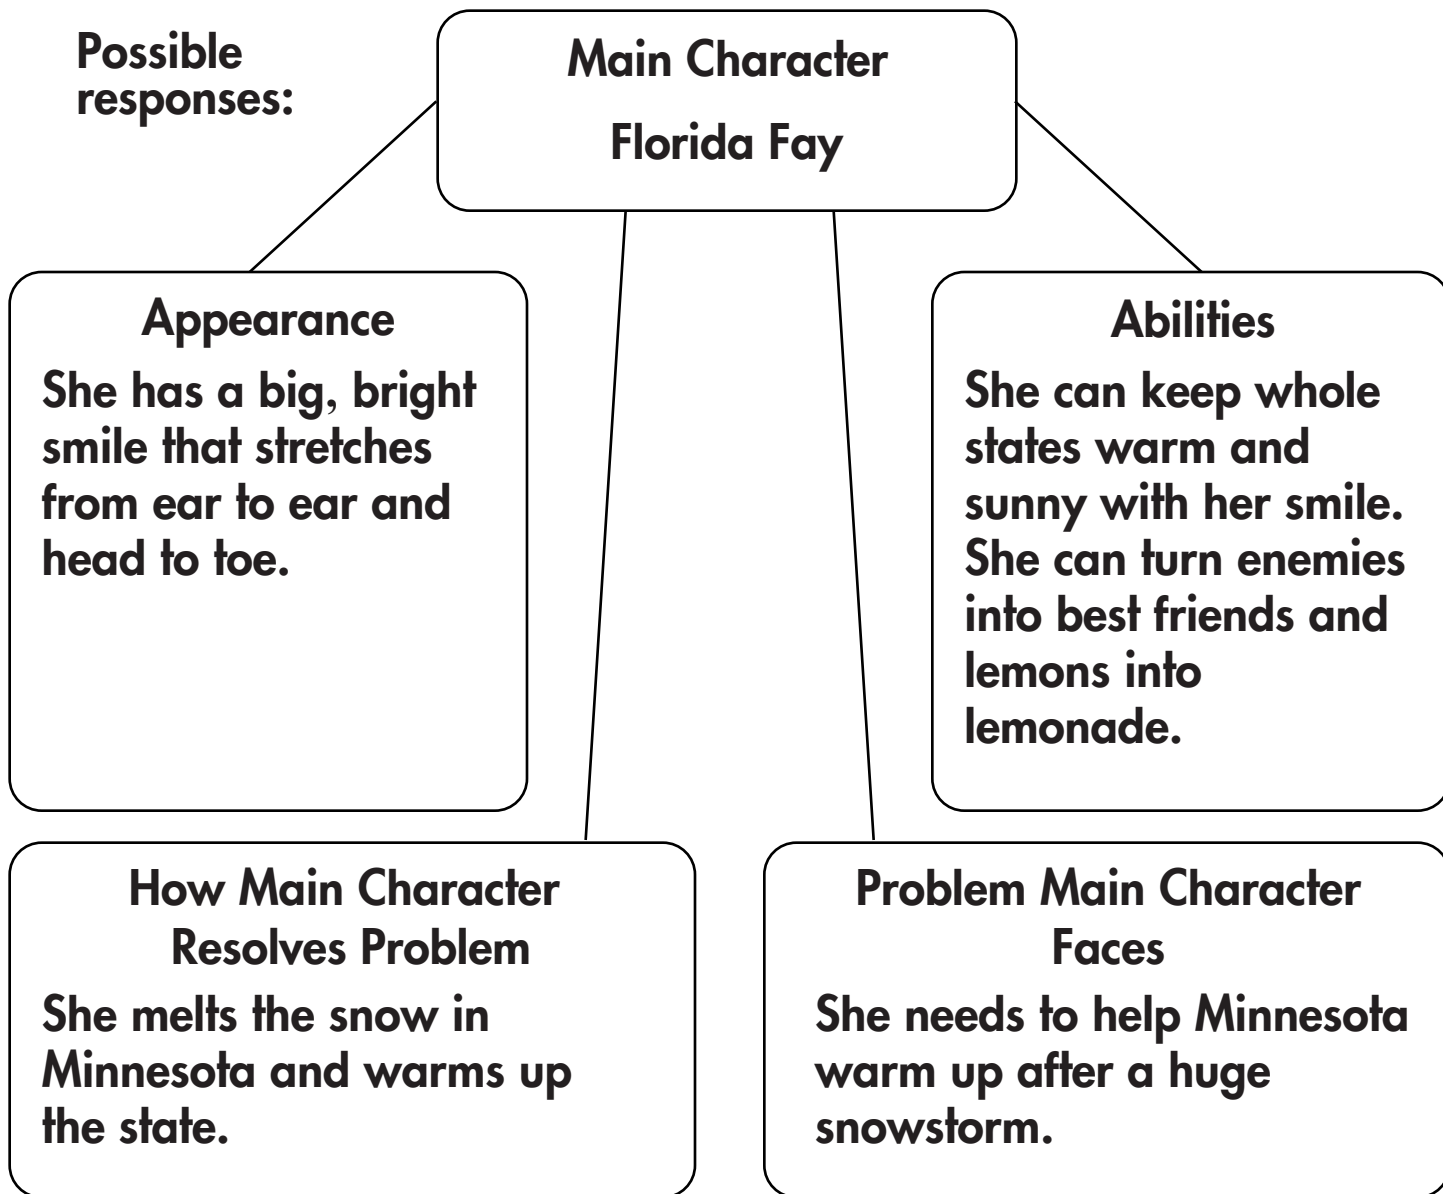 Possible
responses:
Main Character
Florida Fay
Appearance
She has a big, bright
smile that stretches
from ear to ear and
head to toe.
Abilities
She can keep whole
states warm and
sunny with her smile.
She can turn enemies
into best friends and
lemons into
lemonade.
How Main Character
Resolves Problem
She melts the snow in
Minnesota and warms up
the state.
Problem Main Character
Faces
She needs to help Minnesota
warm up after a huge
snowstorm.